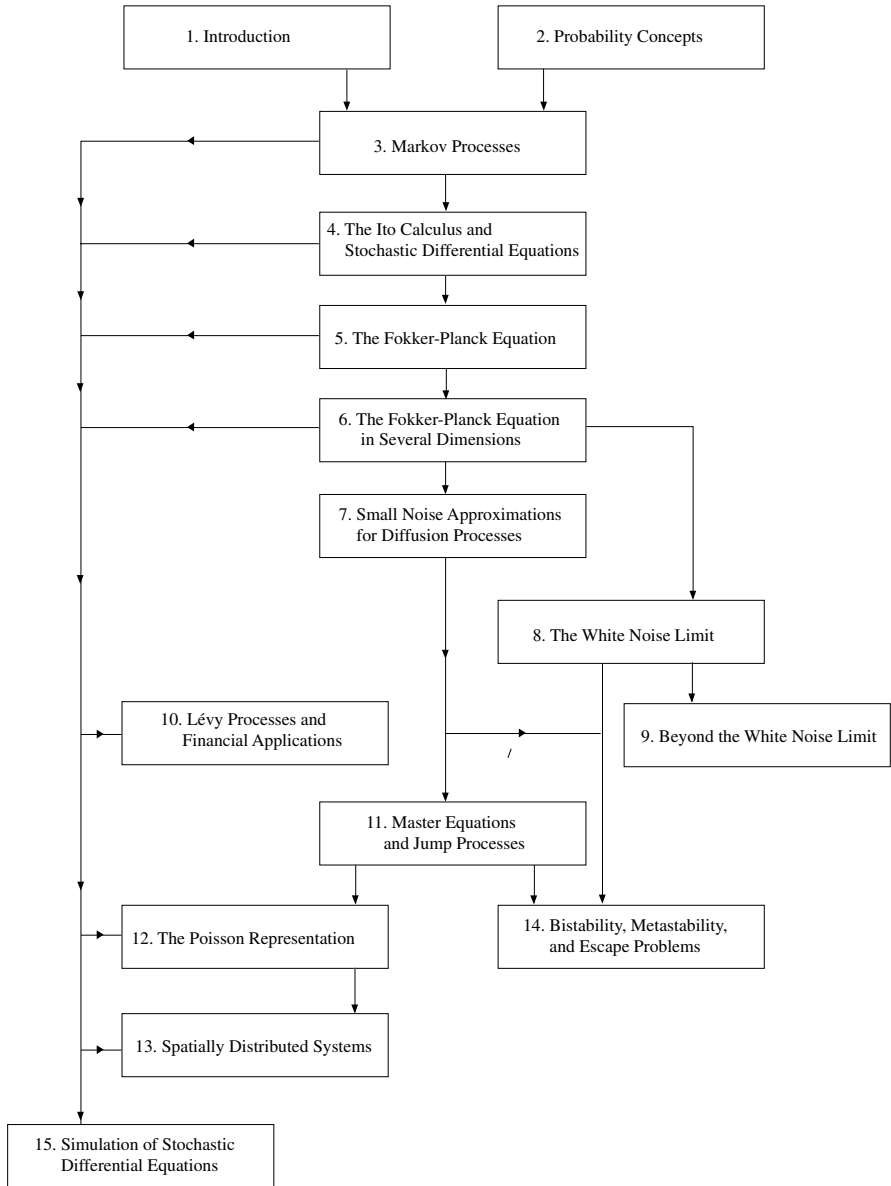 1. Introduction
2. Probability Concepts
3. Markov Processes
4. The Ito Calculus and
Stochastic Differential Equations
5. The Fokker-Planck Equation
6. The Fokker-Planck Equation
in Several Dimensions
7. Small Noise Approximations
for Diffusion Processes
8. The White Noise Limit
10. Lévy Processes and
Financial Applications
9. Beyond the White Noise Limit
11. Master Equations
and Jump Processes
12. The Poisson Representation
14. Bistability, Metastability,
and Escape Problems
13. Spatially Distributed Systems
15. Simulation of Stochastic
Differential Equations